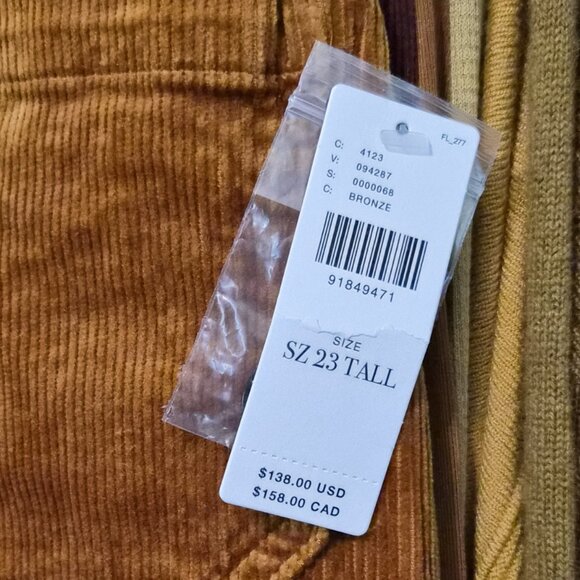 FL_277
C: 4123
V: 094287
S: 0000068
C: BRONZE
91849471
SIZE
SZ 23 TALL
$138.00 USD
$158.00 CAD